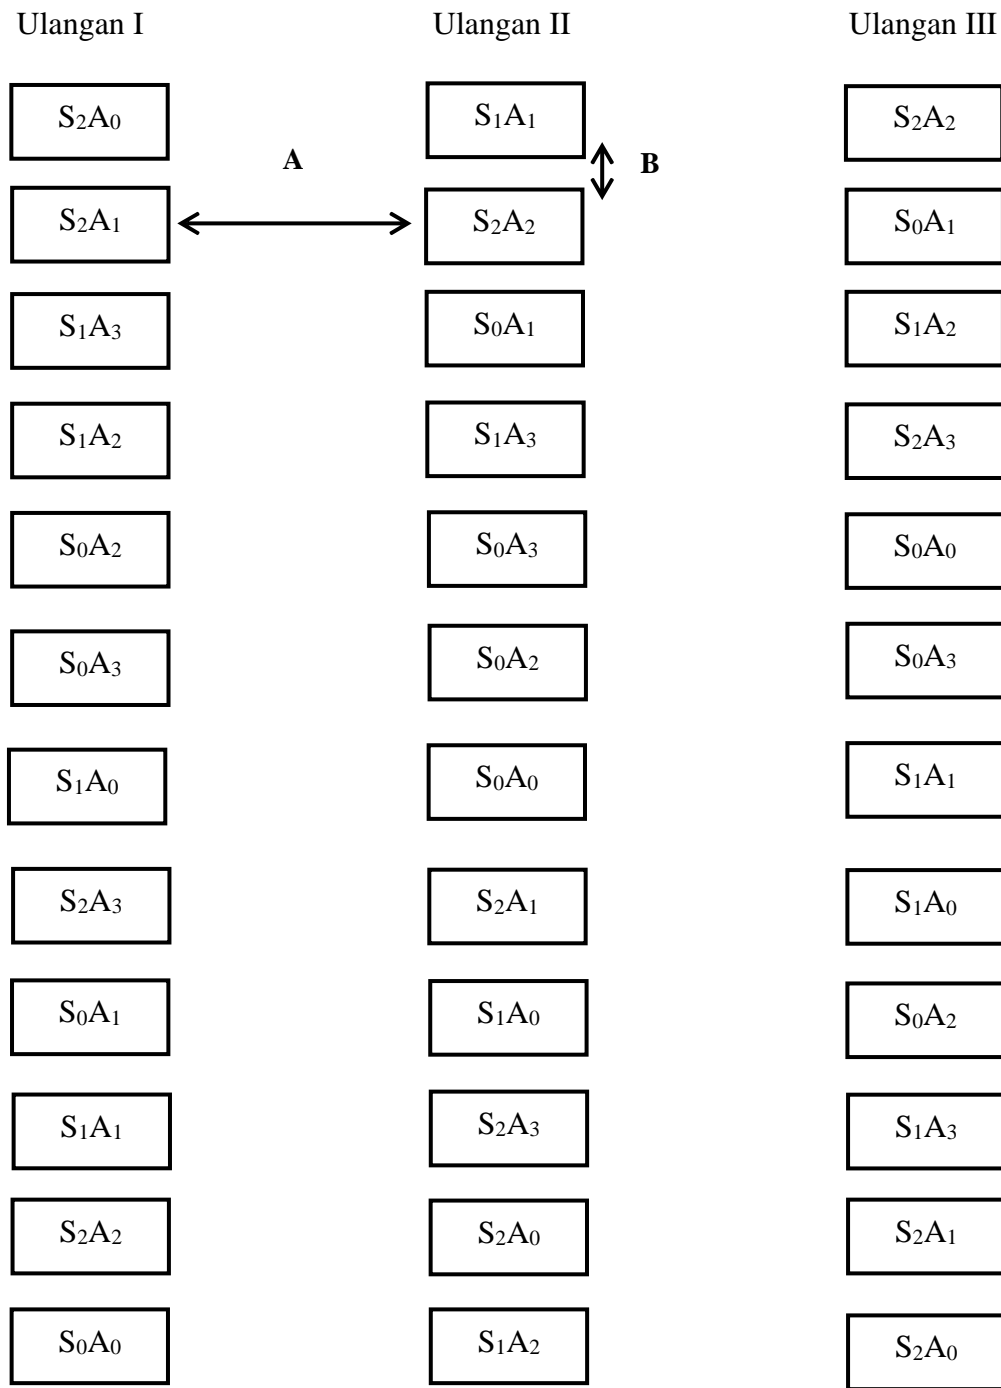 Ulangan I Ulangan II Ulangan III
S₂A₀ S₁A₁ S₂A₂
A B
S₂A₁ S₂A₂ S₀A₁
S₁A₃ S₀A₁ S₁A₂
S₁A₂ S₁A₃ S₂A₃
S₀A₂ S₀A₃ S₀A₀
S₀A₃ S₀A₂ S₀A₃
S₁A₀ S₀A₀ S₁A₁
S₂A₃ S₂A₁ S₁A₀
S₀A₁ S₁A₀ S₀A₂
S₁A₁ S₂A₃ S₁A₃
S₂A₂ S₂A₀ S₂A₁
S₀A₀ S₁A₂ S₂A₀